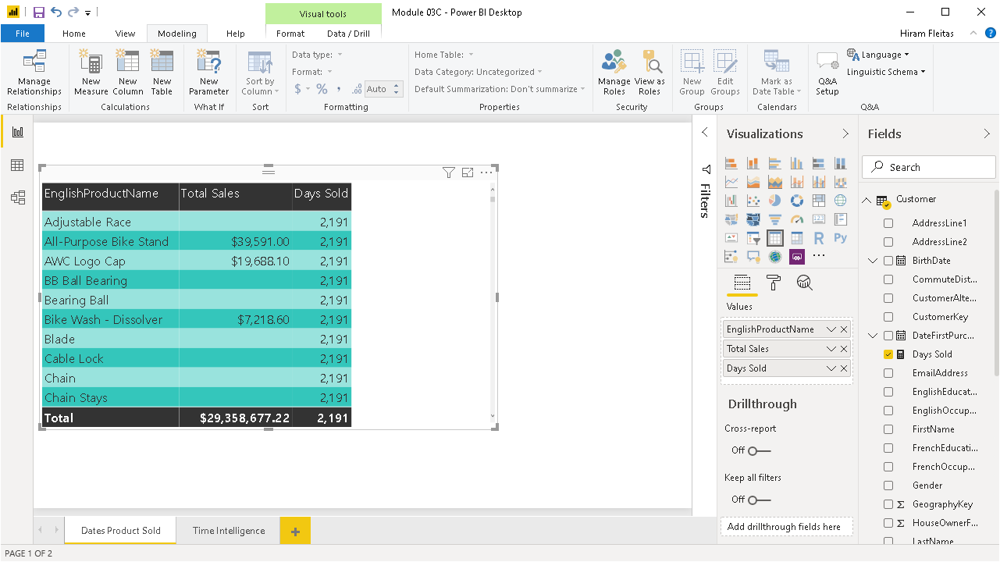 Visual tools
Module 03C - Power BI Desktop
File
Home
View
Modeling
Help
Format
Data / Drill
Hiram Fleitas
Manage Relationships
New Measure
New Column
New Table
New Parameter
Sort by Column
Data type:
Format:
$ % , .00 Auto
Home Table:
Data Category: Uncategorized
Default Summarization: Don't summarize
Manage Roles
View as Roles
New Group
Edit Groups
Mark as Date Table
Q&A Setup
Language
Linguistic Schema
Relationships
Calculations
What If
Sort
Formatting
Properties
Security
Groups
Calendars
Q&A
EnglishProductName Total Sales Days Sold
Adjustable Race 2,191
All-Purpose Bike Stand $39,591.00 2,191
AWC Logo Cap $19,688.10 2,191
BB Ball Bearing 2,191
Bearing Ball 2,191
Bike Wash - Dissolver $7,218.60 2,191
Blade 2,191
Cable Lock 2,191
Chain 2,191
Chain Stays 2,191
Total $29,358,677.22 2,191
Filters
Visualizations
R Py
Values
EnglishProductName
Total Sales
Days Sold
Drillthrough
Cross-report
Off
Keep all filters
Off
Add drillthrough fields here
Fields
Search
Customer
AddressLine1
AddressLine2
BirthDate
CommuteDist...
CustomerAlte...
CustomerKey
DateFirstPurc...
Days Sold
EmailAddress
EnglishEducat...
EnglishOccup...
FirstName
FrenchEducati...
FrenchOccup...
Gender
GeographyKey
HouseOwnerF...
LastName
Dates Product Sold
Time Intelligence
PAGE 1 OF 2